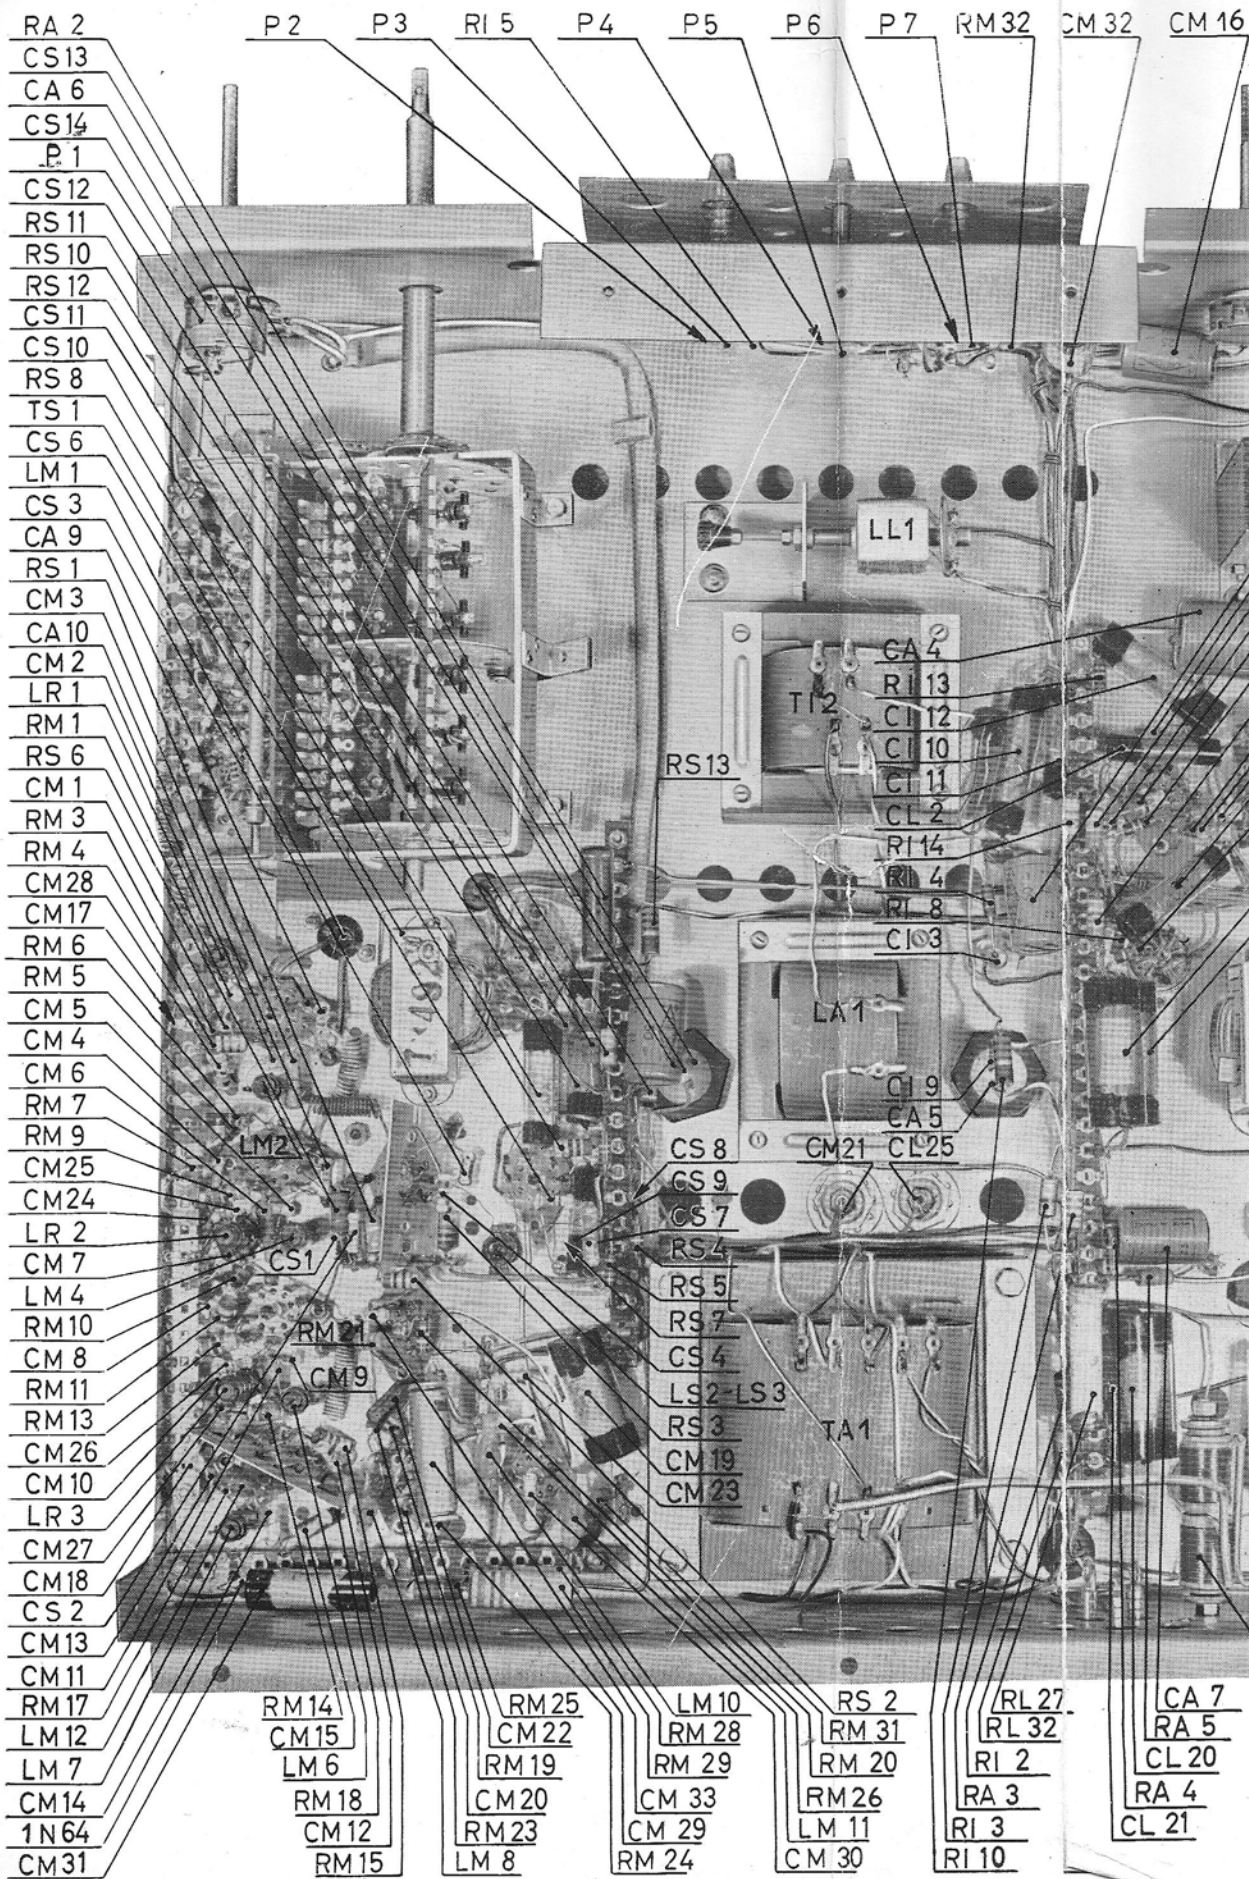 RA 2
P 2
P 3
RI 5
P 4
P 5
P 6
P 7
RM 32
CM 32
CM 16
CS 13
CA 6
CS 14
P 1
CS 12
RS 11
RS 10
RS 12
CS 11
CS 10
RS 8
TS 1
CS 6
LM 1
CS 3
CA 9
RS 1
CM 3
CA 10
CM 2
LR 1
RM 1
RS 6
CM 1
RM 3
RM 4
CM 28
CM 17
RM 6
RM 5
CM 5
CM 4
CM 6
RM 7
RM 9
CM 25
CM 24
LR 2
CM 7
LM 4
RM 10
CM 8
RM 11
RM 13
CM 26
CM 10
LR 3
CM 27
CM 18
CS 2
CM 13
CM 11
RM 17
LM 12
LM 7
CM 14
1N64
CM 31
LL1
CA 4
RI 13
TI 2
CI 12
CI 10
CI 11
CL 2
RS 13
RI 14
RI 4
RI 8
CI 3
LA 1
CI 9
CA 5
CM 21
CL 25
LM2
CS1
RM 21
CM 9
CS 8
CS 9
CS 7
RS 4
RS 5
RS 7
CS 4
LS2-LS3
RS 3
CM 19
CM 23
TA1
RM 14
CM 15
LM 6
RM 18
CM 12
RM 15
RM 25
CM 22
RM 19
CM 20
RM 23
LM 8
LM 10
RM 28
RM 29
CM 33
CM 29
RM 24
RS 2
RM 31
RM 20
RM 26
LM 11
CM 30
RL 27
RL 32
RI 2
RA 3
RI 3
RI 10
CA 7
RA 5
CL 20
RA 4
CL 21